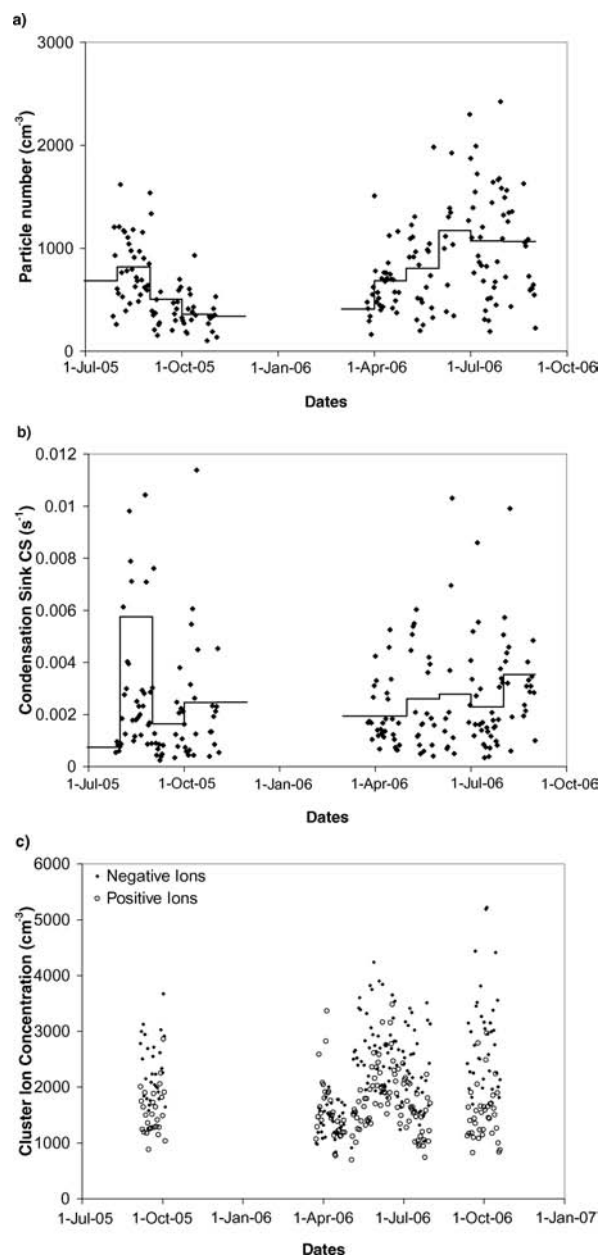 a)
3000
2000
1000
0
Particle number (cm-3)
1-Jul-05 1-Oct-05 1-Jan-06 1-Apr-06 1-Jul-06 1-Oct-06
Dates
b)
0.012
0.01
0.008
0.006
0.004
0.002
0
Condensation Sink CS (s-1)
1-Jul-05 1-Oct-05 1-Jan-06 1-Apr-06 1-Jul-06 1-Oct-06
Dates
c)
6000
5000
4000
3000
2000
1000
0
Cluster Ion Concentration (cm-3)
Negative Ions
Positive Ions
1-Jul-05 1-Oct-05 1-Jan-06 1-Apr-06 1-Jul-06 1-Oct-06 1-Jan-07
Dates